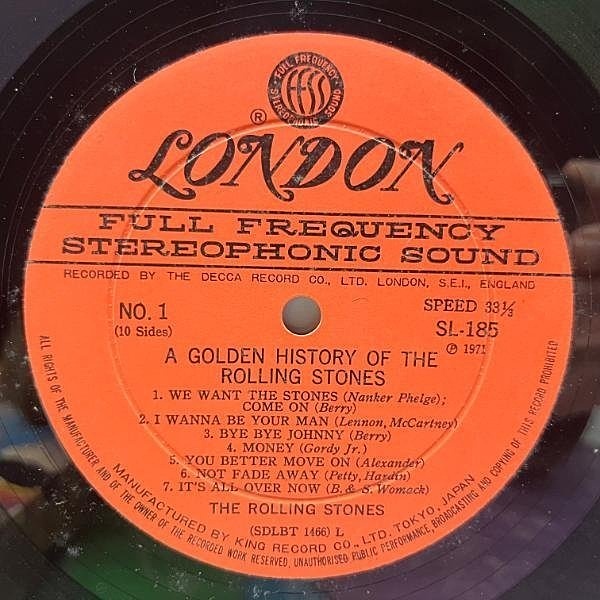 FULL FREQUENCY
FFSS
STEREOPHONIC SOUND
®
LONDON
FULL FREQUENCY
STEREOPHONIC SOUND
RECORDED BY THE DECCA RECORD CO., LTD. LONDON, S.E.I., ENGLAND
NO. 1
(10 Sides)
SPEED 33⅓
SL-185
℗ 1971
A GOLDEN HISTORY OF THE
ROLLING STONES
1. WE WANT THE STONES (Nanker Phelge);
COME ON (Berry)
2. I WANNA BE YOUR MAN (Lennon, McCartney)
3. BYE BYE JOHNNY (Berry)
4. MONEY (Gordy Jr.)
5. YOU BETTER MOVE ON (Alexander)
6. NOT FADE AWAY (Petty, Hardin)
7. IT'S ALL OVER NOW (B. & S. Womack)
THE ROLLING STONES
(SDLBT 1466) L
MANUFACTURED BY KING RECORD CO., LTD. TOKYO, JAPAN
ALL RIGHTS OF THE MANUFACTURER AND OF THE OWNER OF THE RECORDED WORK RESERVED, UNAUTHORISED PUBLIC PERFORMANCE, BROADCASTING AND COPYING OF THIS RECORD PROHIBITED